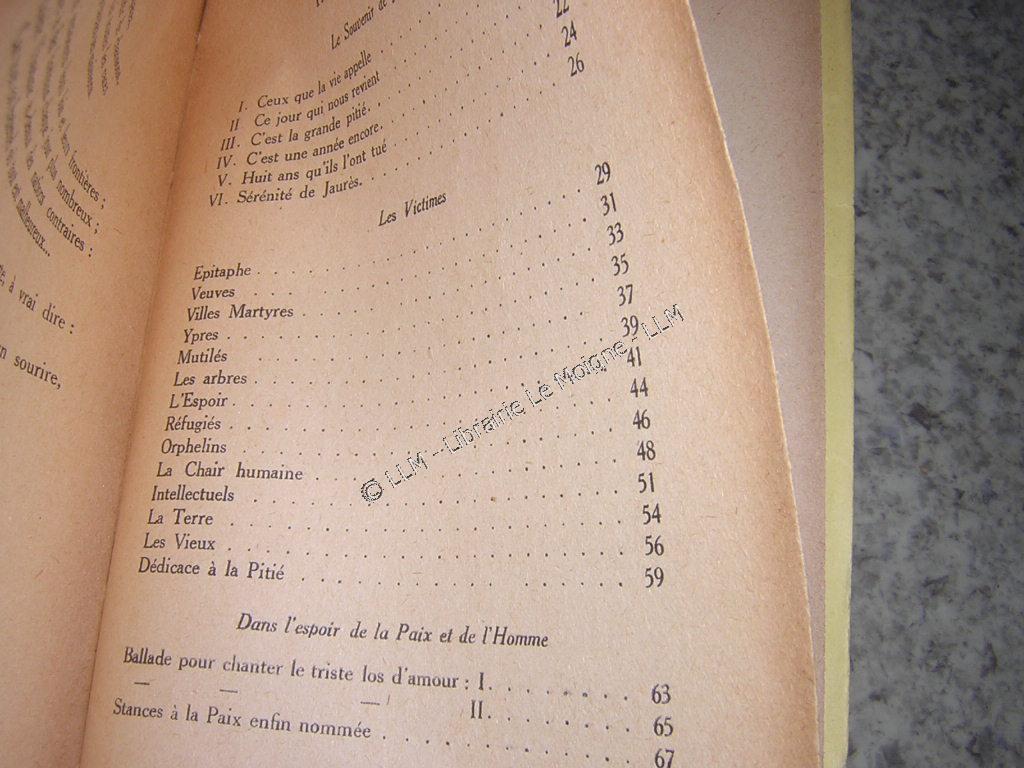 frontières ;
plus nombreux ;
contraires :
malheureux...
à vrai dire :
sourire,
Le Souvenir de
22
24
26
I. Ceux que la vie appelle
II Ce jour qui nous revient
III. C'est la grande pitié.
IV. C'est une année encore.
V. Huit ans qu'ils l'ont tué
VI. Sérénité de Jaurès.
Les Victimes
Epitaphe 29
Veuves 31
Villes Martyres 33
Ypres 35
Mutilés 37
Les arbres 39
L'Espoir 41
Réfugiés 44
Orphelins 46
La Chair humaine 48
Intellectuels 51
La Terre 54
Les Vieux 56
Dédicace à la Pitié 59
Dans l'espoir de la Paix et de l'Homme
Ballade pour chanter le triste los d'amour : I. 63
— — — II. 65
Stances à la Paix enfin nommée 67
© LLM -- Librairie Le Moigne - LLM